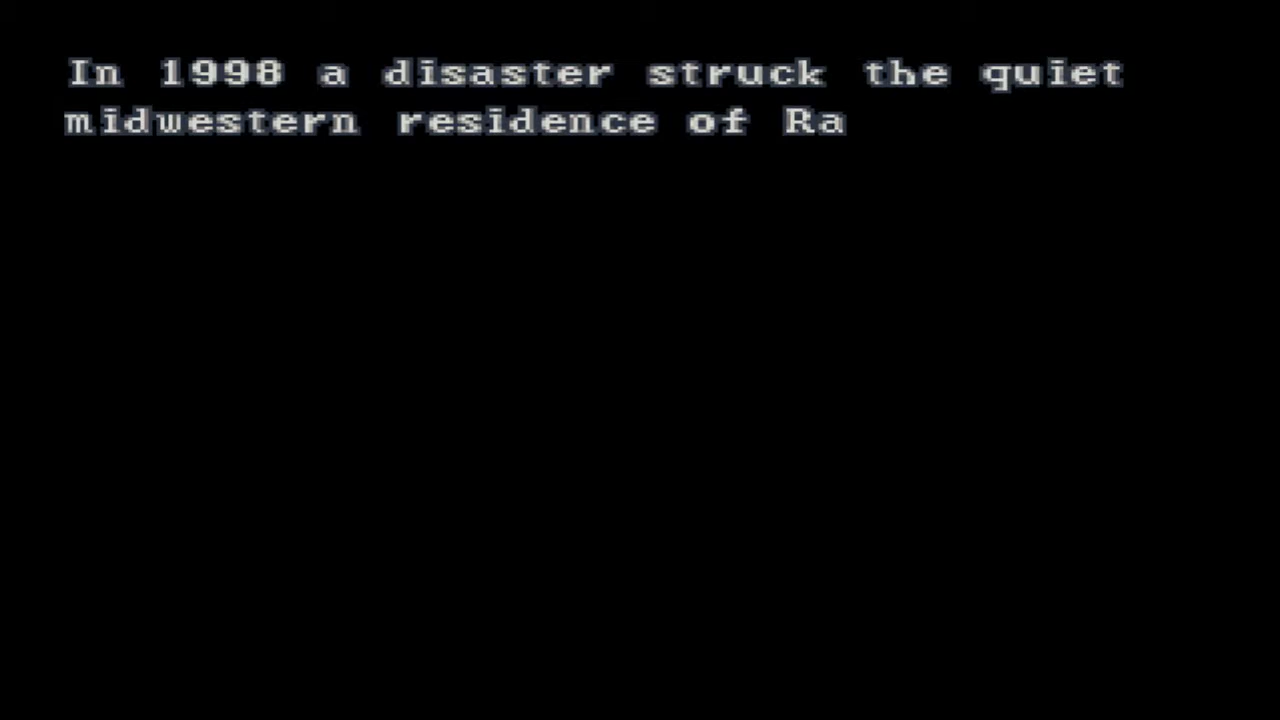 In 1998 a disaster struck the quiet
midwestern residence of Ra